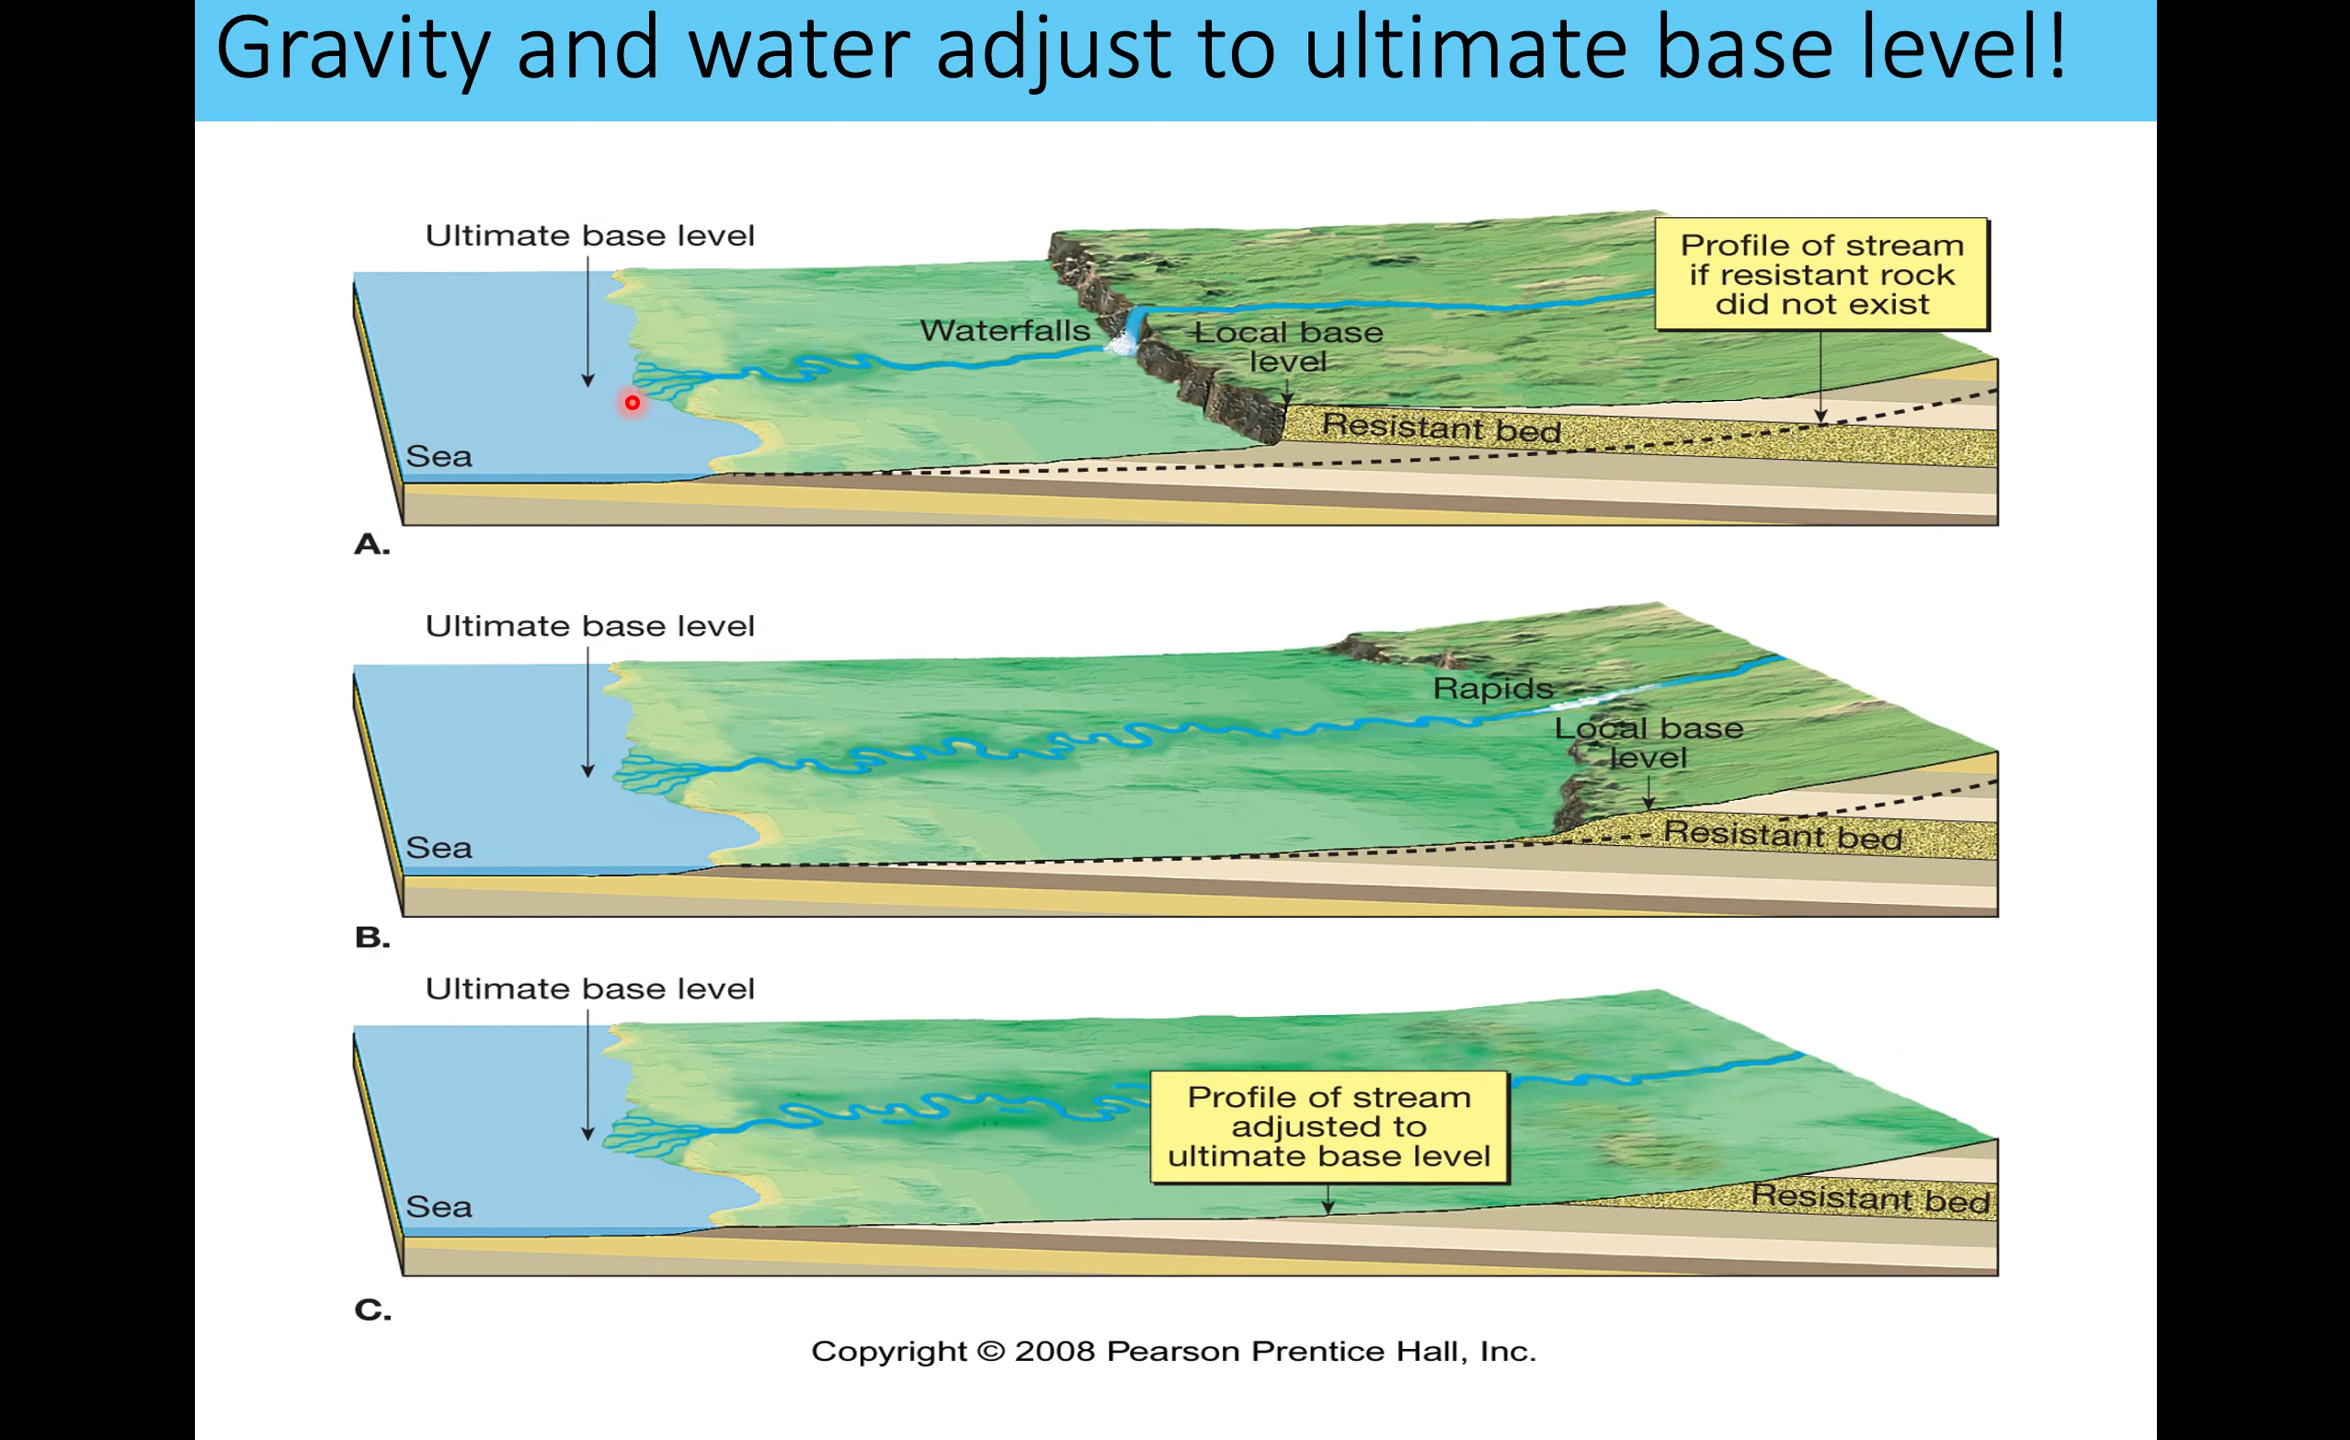 Gravity and water adjust to ultimate base level!
Ultimate base level
Profile of stream
if resistant rock
did not exist
Waterfalls
Local base
level
Resistant bed
Sea
A.
Ultimate base level
Rapids
Local base
level
Resistant bed
Sea
B.
Ultimate base level
Profile of stream
adjusted to
ultimate base level
Resistant bed
Sea
C.
Copyright © 2008 Pearson Prentice Hall, Inc.